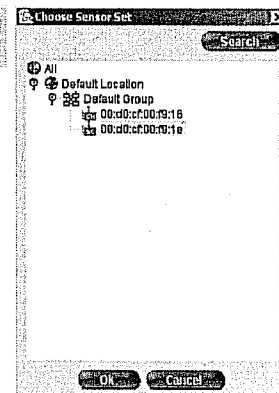 Choose Sensor Set
Search
All
Default Location
Default Group
00:d0:cf:00:f9:16
00:d0:cf:00:f9:1e
OK
Cancel